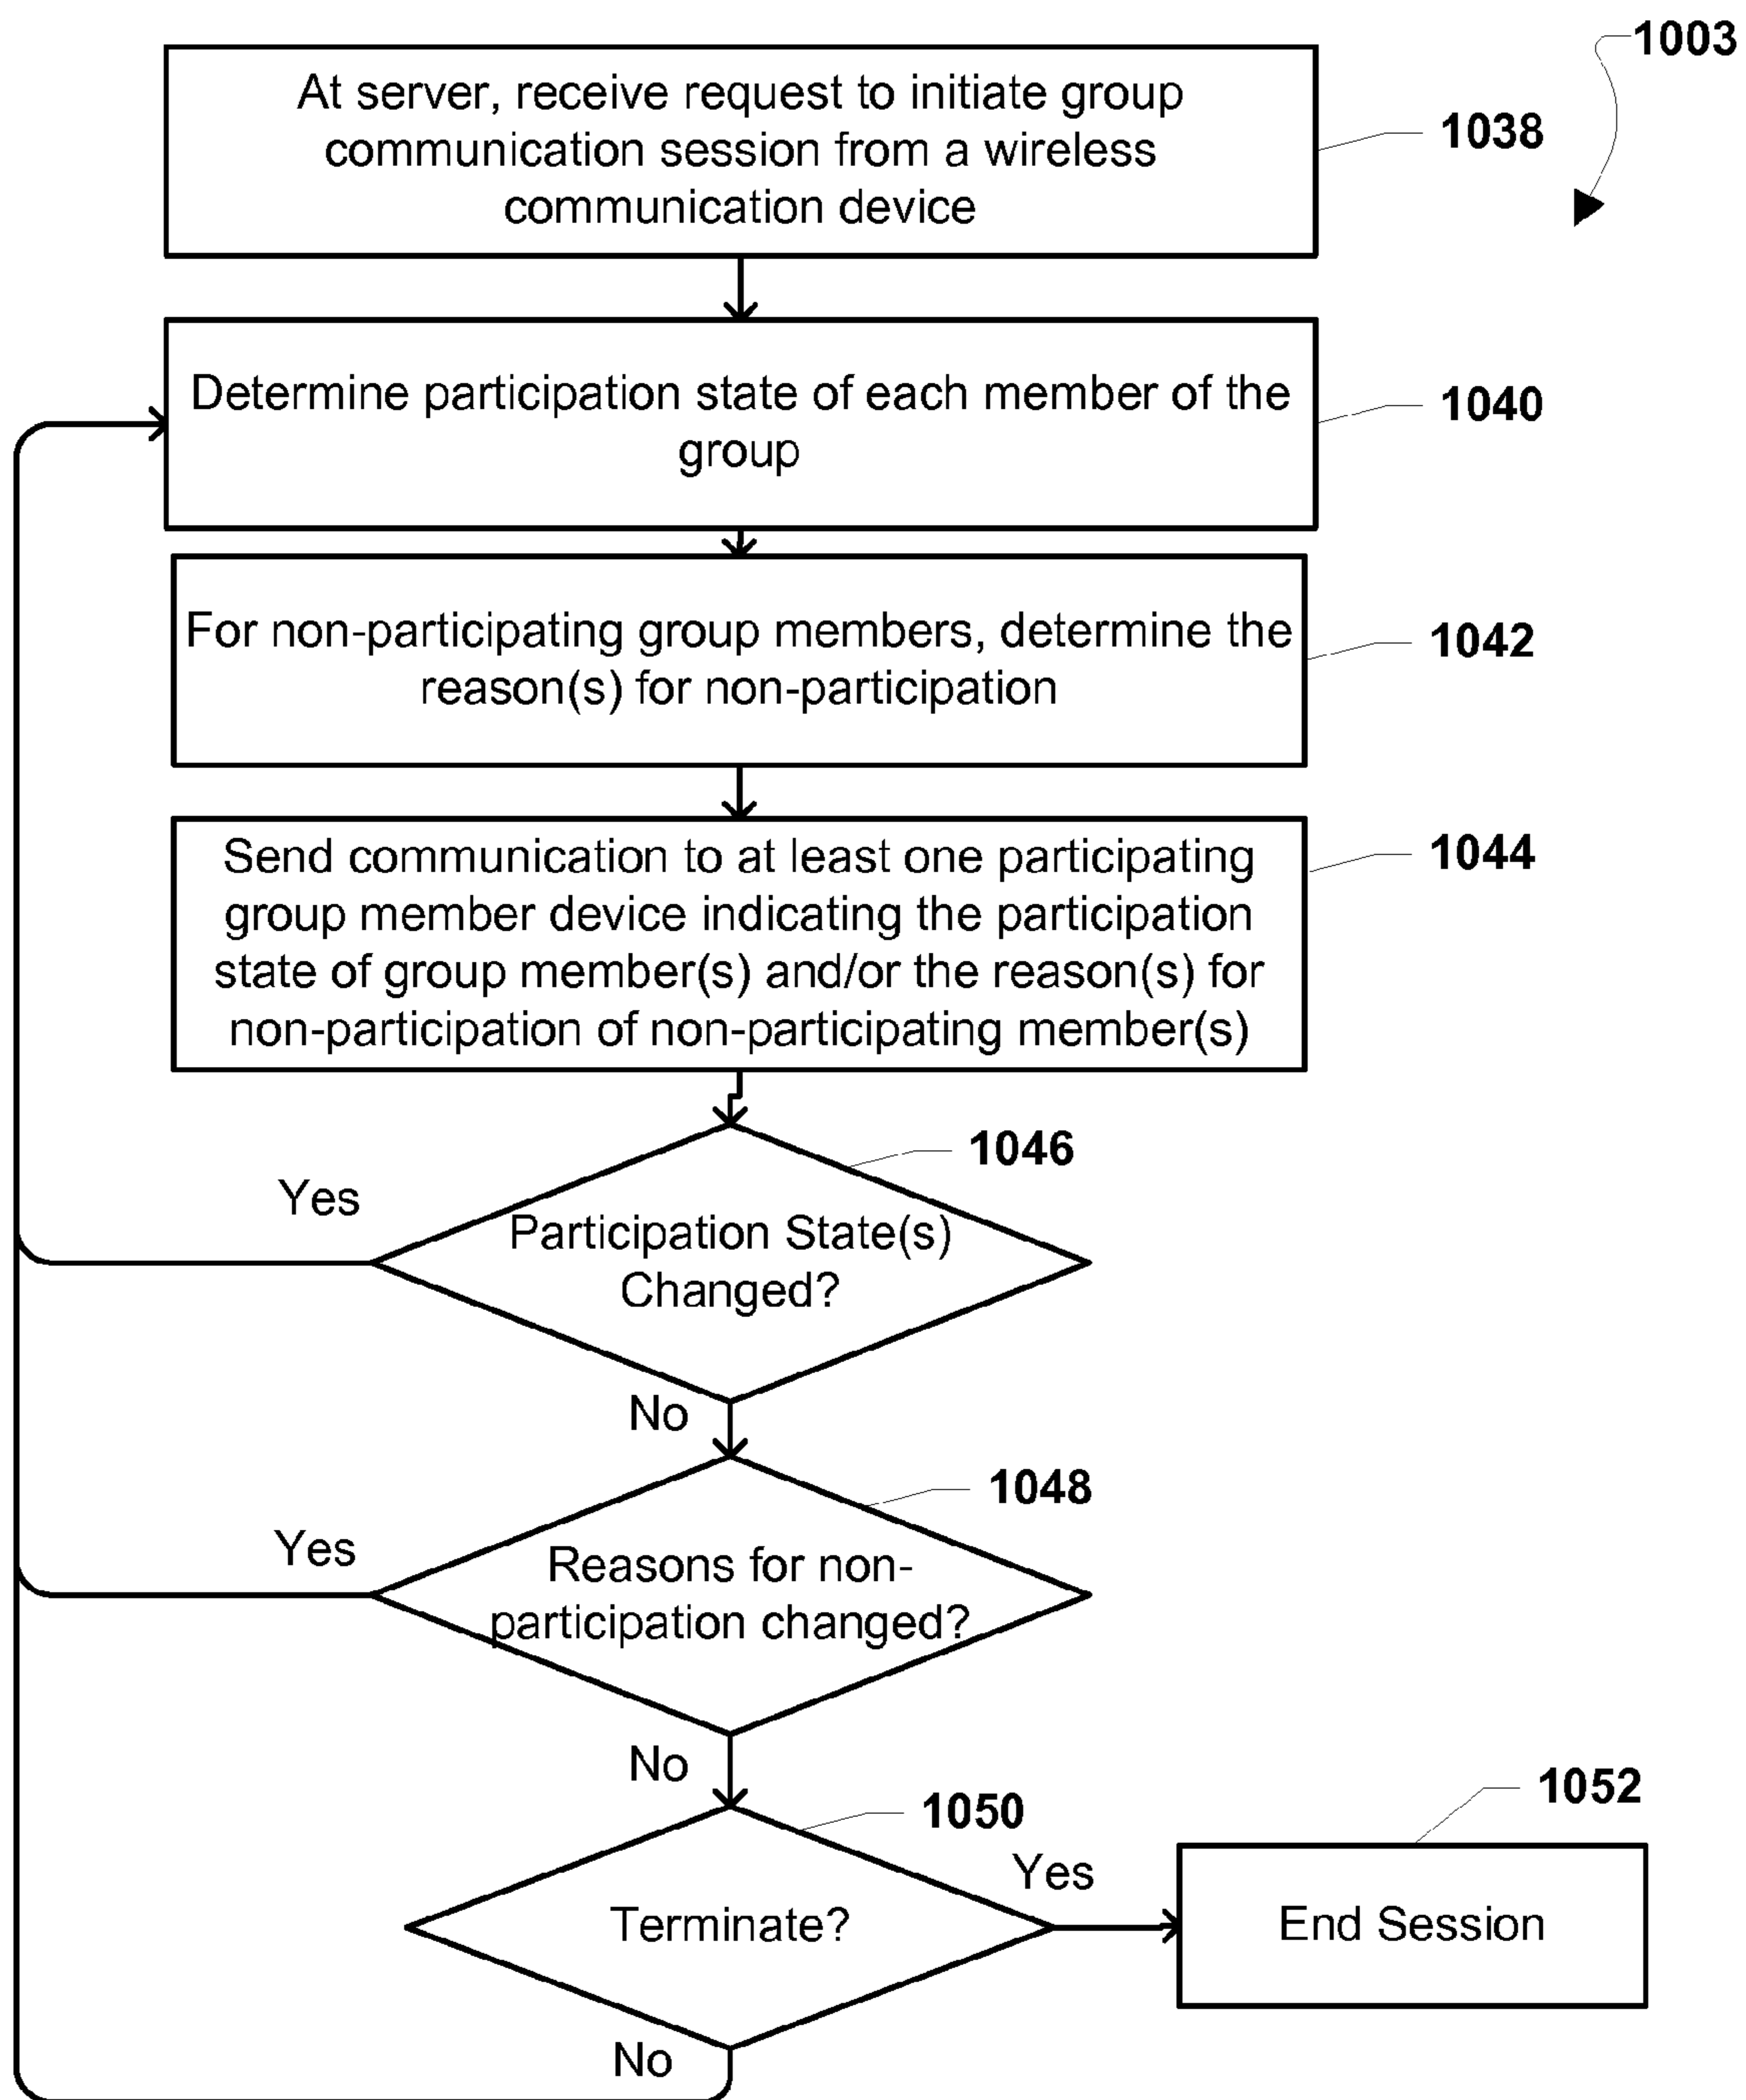 1003
At server, receive request to initiate group
communication session from a wireless
communication device
1038
Determine participation state of each member of the
group
1040
For non-participating group members, determine the
reason(s) for non-participation
1042
Send communication to at least one participating
group member device indicating the participation
state of group member(s) and/or the reason(s) for
non-participation of non-participating member(s)
1044
1046
Yes
Participation State(s)
Changed?
No
1048
Yes
Reasons for non-
participation changed?
No
1050
1052
Yes
Terminate?
End Session
No